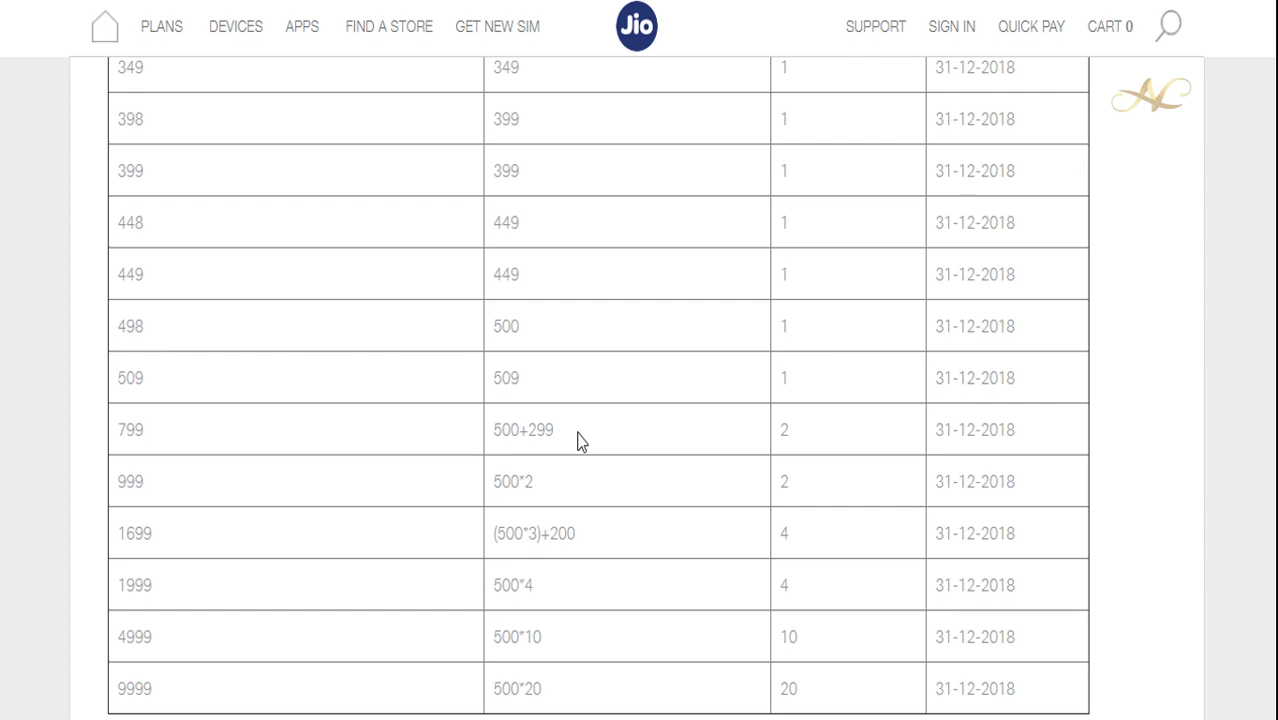 PLANS DEVICES APPS FIND A STORE GET NEW SIM Jio SUPPORT SIGN IN QUICK PAY CART 0
349 349 1 31-12-2018
398 399 1 31-12-2018
399 399 1 31-12-2018
448 449 1 31-12-2018
449 449 1 31-12-2018
498 500 1 31-12-2018
509 509 1 31-12-2018
799 500+299 2 31-12-2018
999 500*2 2 31-12-2018
1699 (500*3)+200 4 31-12-2018
1999 500*4 4 31-12-2018
4999 500*10 10 31-12-2018
9999 500*20 20 31-12-2018